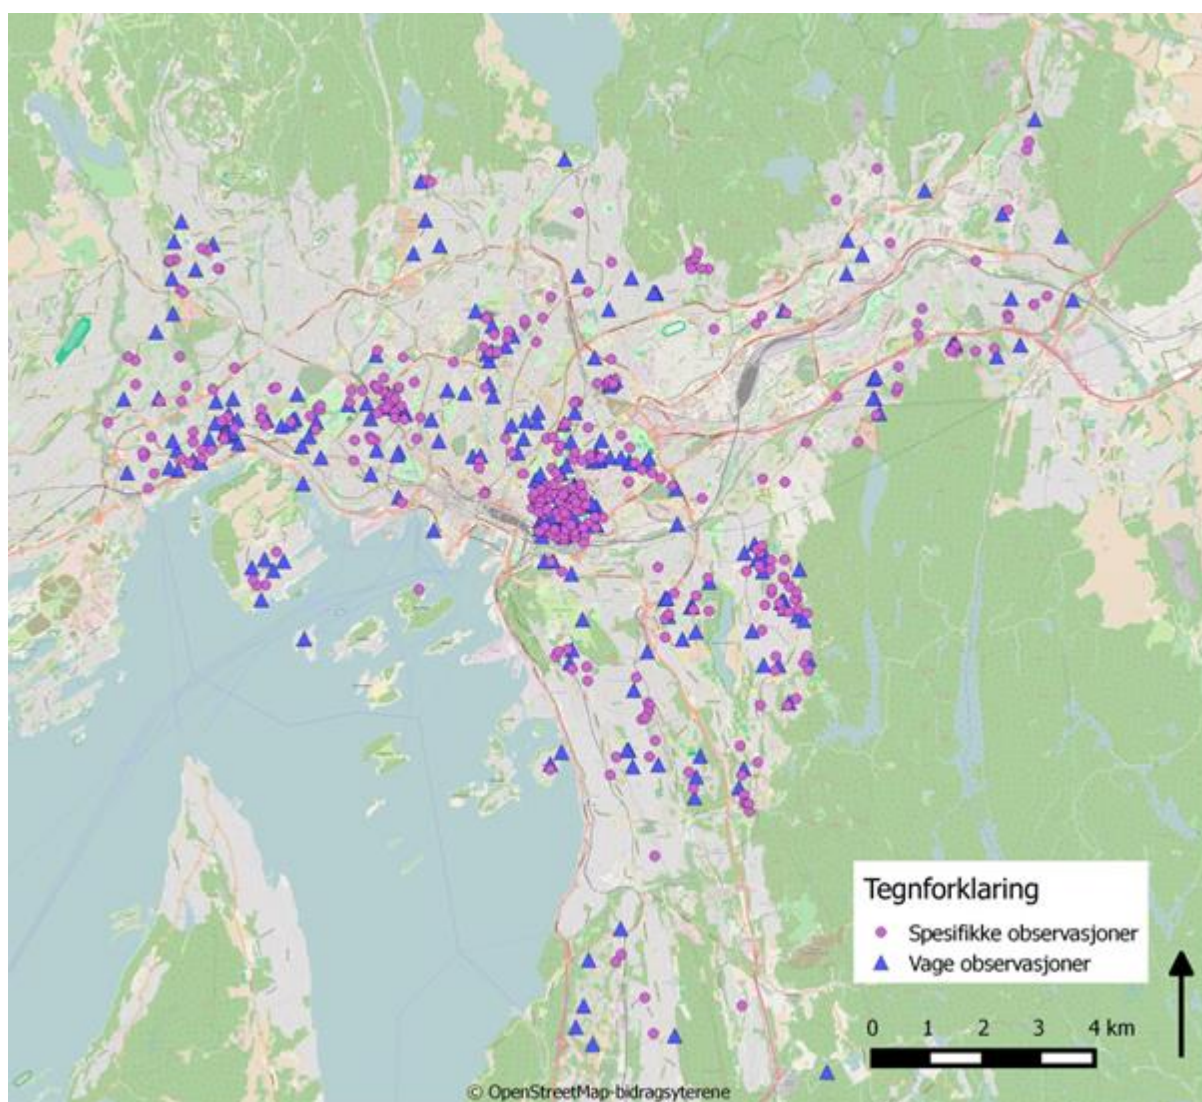 Tegnforklaring
Spesifikke observasjoner
Vage observasjoner
0 1 2 3 4 km
© OpenStreetMap-bidragsyterene